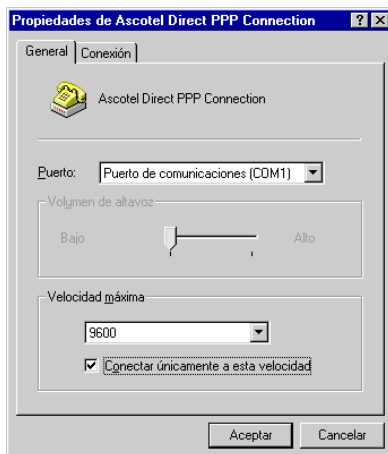 Propiedades de Ascotel Direct PPP Connection
General Conexión
Ascotel Direct PPP Connection
Puerto: Puerto de comunicaciones (COM1)
Volumen de altavoz
Bajo Alto
Velocidad máxima
9600
Conectar únicamente a esta velocidad
Aceptar Cancelar